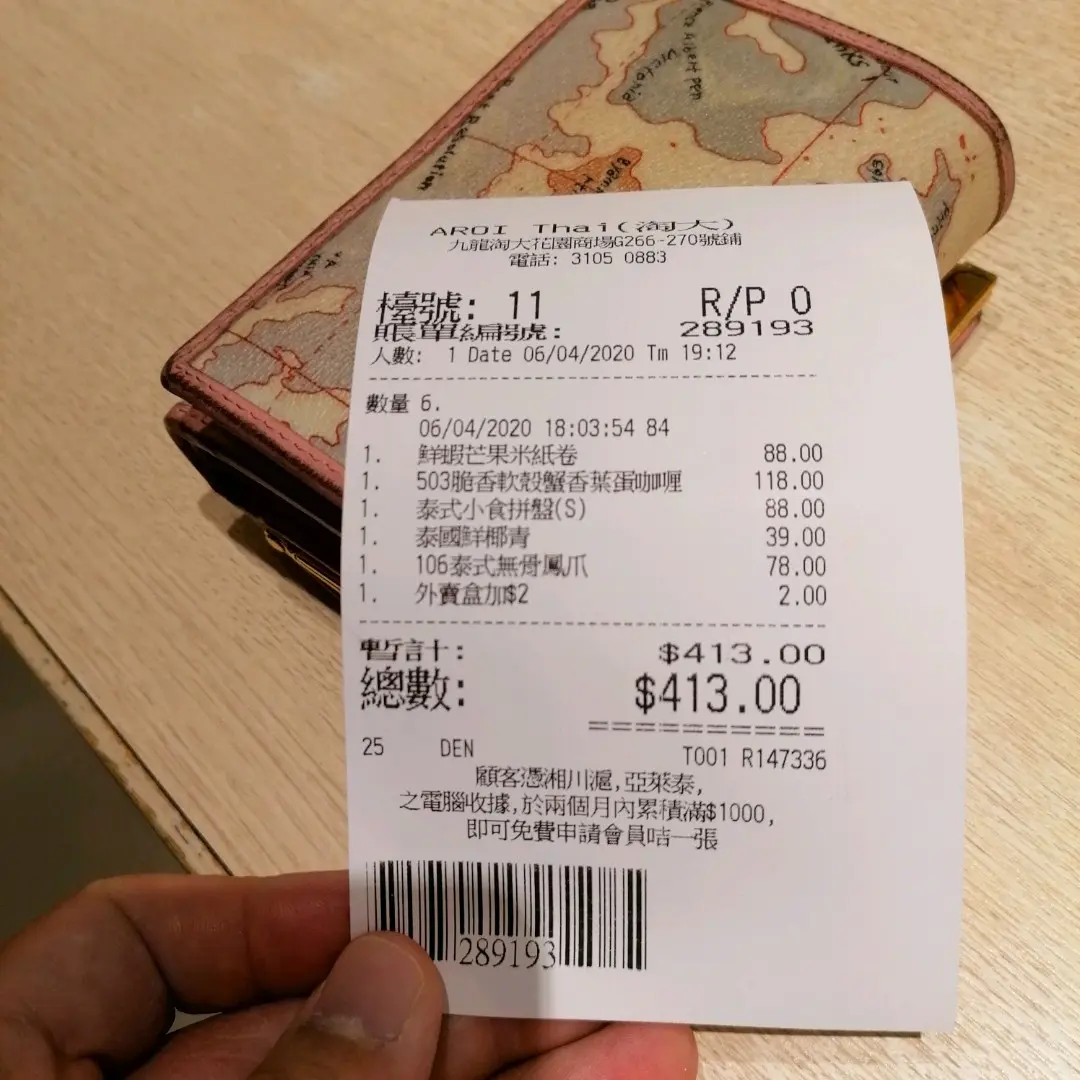 AROI Thai(淘大)
九龍淘大花園商場G266-270號鋪
電話: 3105 0883
檯號: 11 R/P 0
賬單編號: 289193
人數: 1 Date 06/04/2020 Tm 19:12
數量 6.
06/04/2020 18:03:54 84
1. 鮮蝦芒果米紙卷 88.00
1. 503脆香軟殼蟹香葉蛋咖喱 118.00
1. 泰式小食拼盤(S) 88.00
1. 泰國鮮椰青 39.00
1. 106泰式無骨鳳爪 78.00
1. 外賣盒加$2 2.00
暫計: $413.00
總數: $413.00
25 DEN T001 R147336
顧客憑湘川滬,亞萊泰,
之電腦收據,於兩個月內累積滿$1000,
即可免費申請會員咭一張
289193